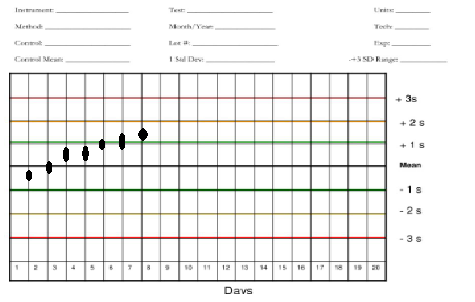 Instrument: Test: Units:
Method: Month/Year: Tech:
Control: Lot #: Exp:
Control Mean: 1 Std Dev: -+3 SD Range:
+ 3s
+ 2 s
+ 1 s
Mean
- 1 s
- 2 s
- 3 s
1 2 3 4 5 6 7 8 9 10 11 12 13 14 15 16 17 18 19 20
Days